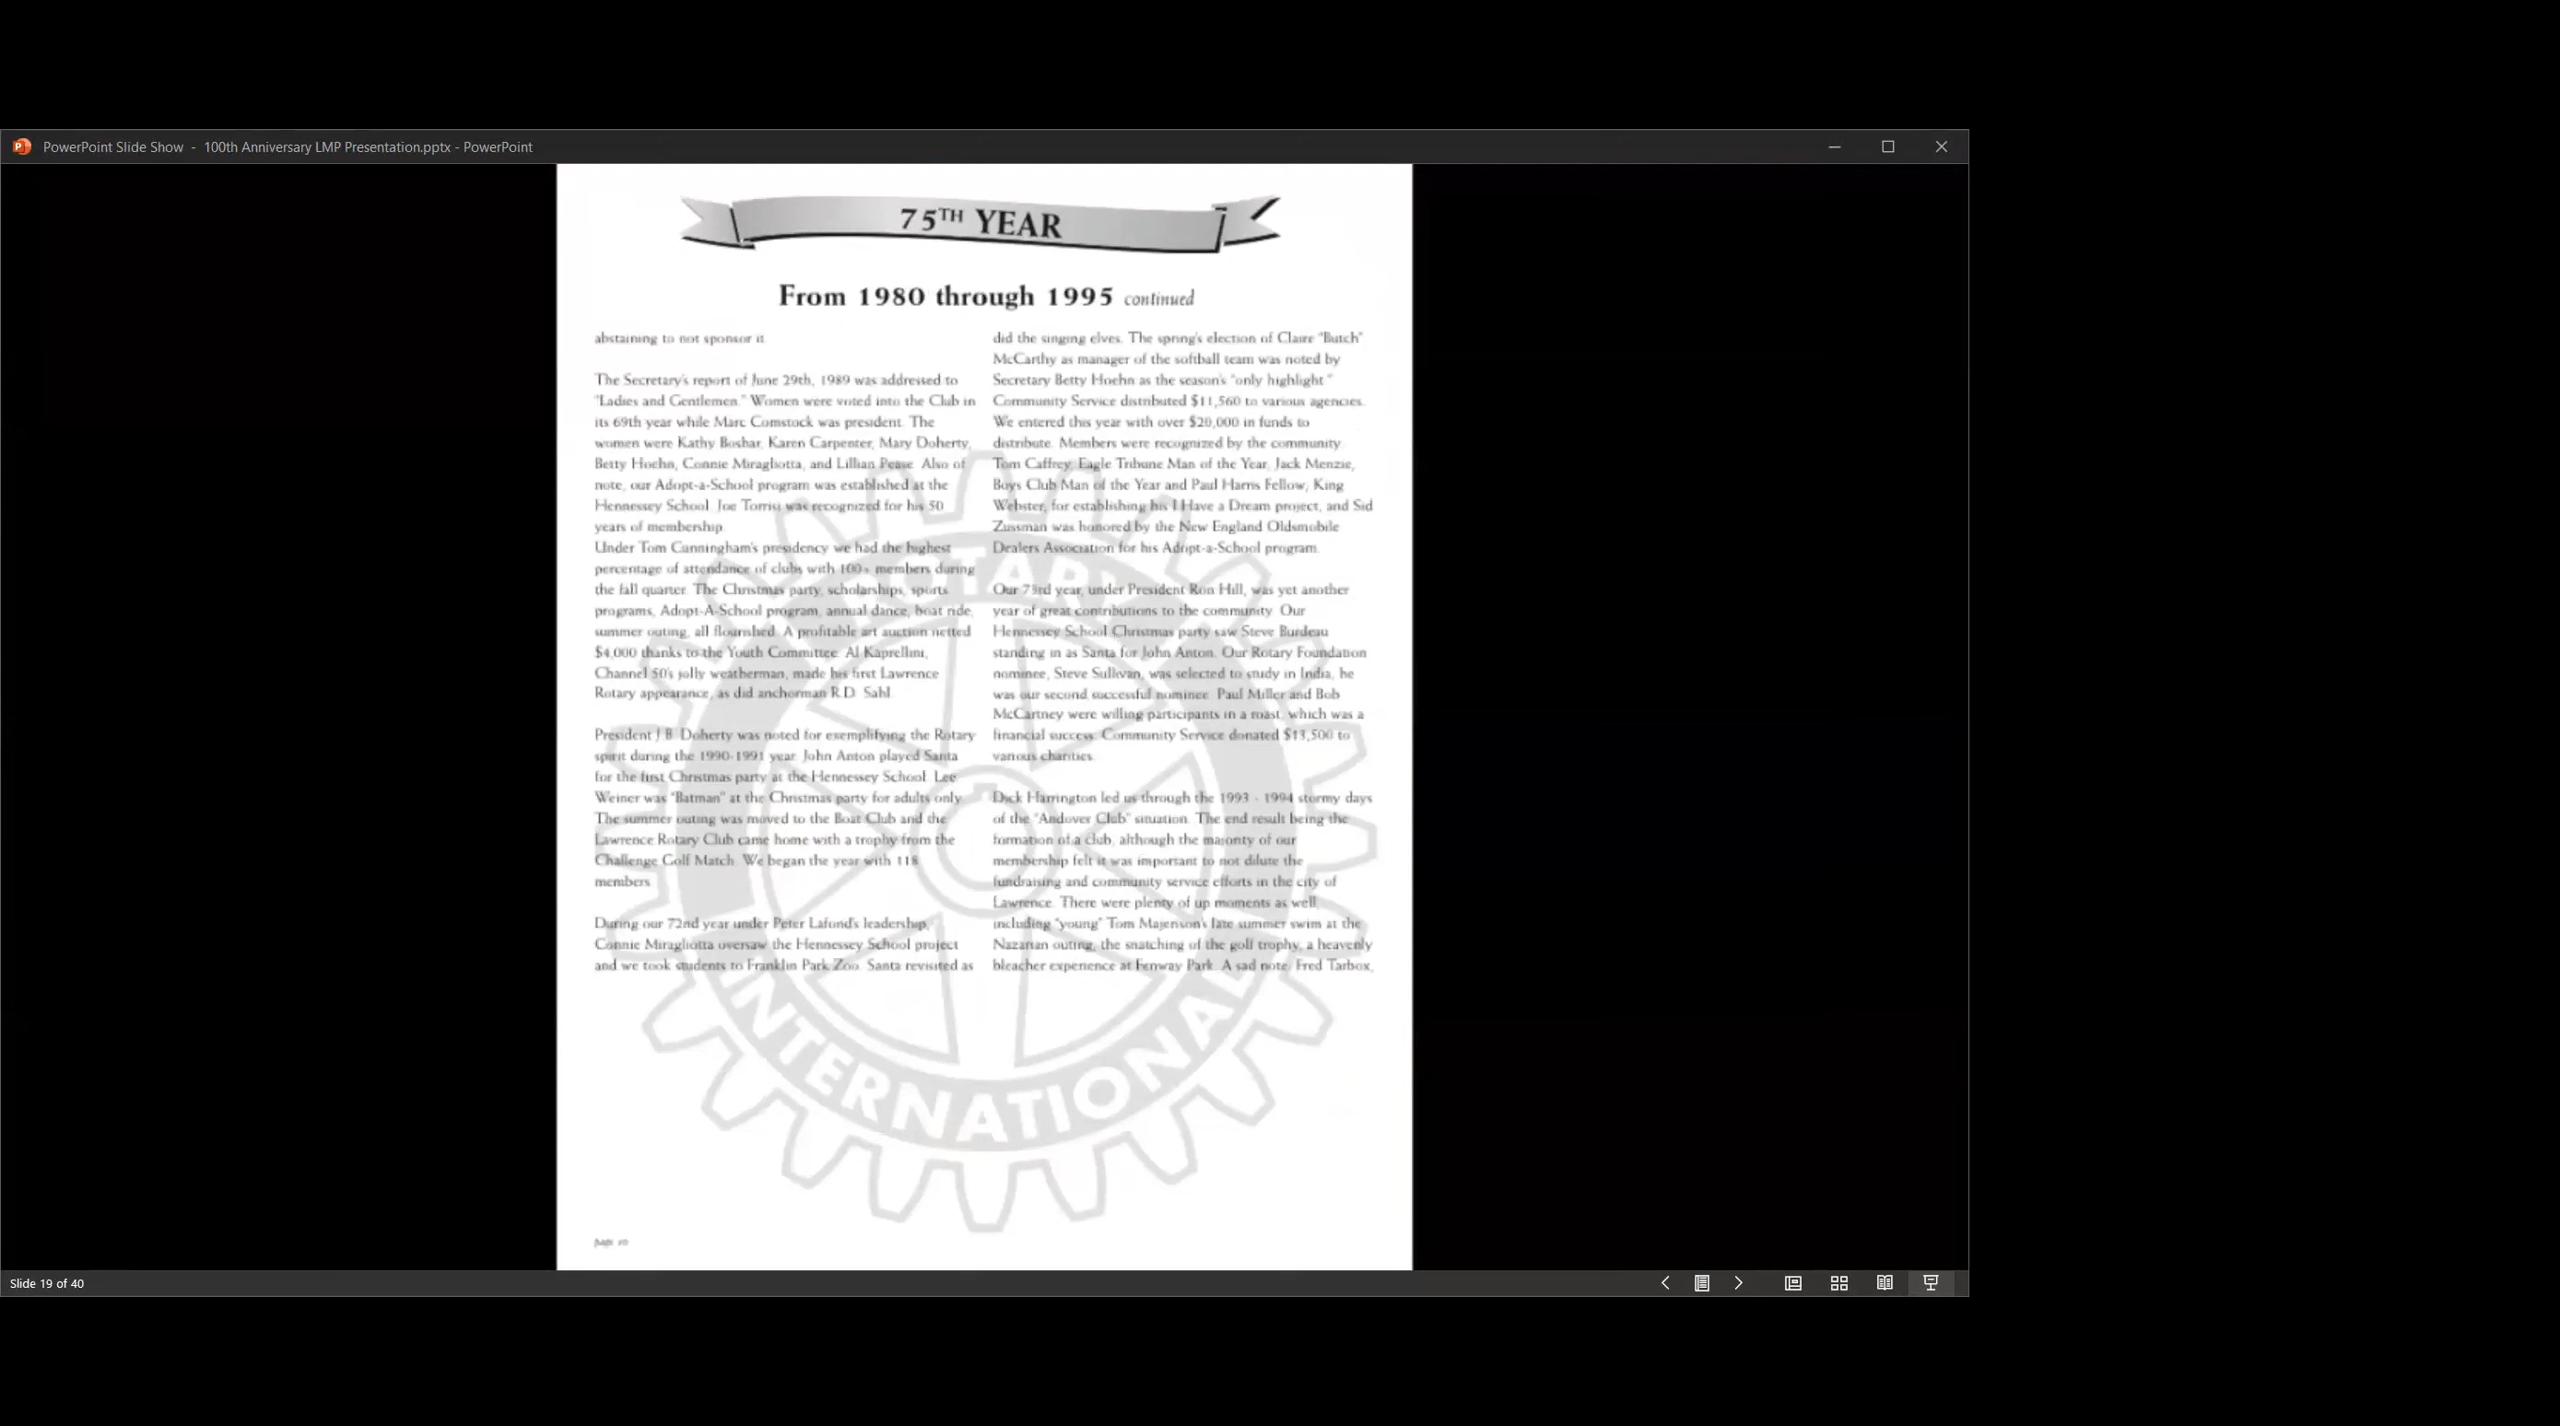 PowerPoint Slide Show - 100th Anniversary LMP Presentation.pptx - PowerPoint
75TH YEAR
From 1980 through 1995 continued
abstaining to not sponsor it.
The Secretary's report of June 29th, 1989 was addressed to
"Ladies and Gentlemen." Women were voted into the Club in
its 69th year while Marc Comstock was president. The
women were Kathy Boshar, Karen Carpenter, Mary Doherty,
Betty Hoehn, Connie Miragliotta, and Lillian Pease. Also of
note, our Adopt-a-School program was established at the
Hennessey School. Joe Torrisi was recognized for his 50
years of membership.
Under Tom Cunningham's presidency we had the highest
percentage of attendance of clubs with 100+ members during
the fall quarter. The Christmas party, scholarships, sports
programs, Adopt-A-School program, annual dance, boat ride,
summer outing, all flourished. A profitable art auction netted
$4,000 thanks to the Youth Committee. Al Kaprellini,
Channel 50's jolly weatherman, made his first Lawrence
Rotary appearance, as did anchorman R.D. Sahl.
President J.B. Doherty was noted for exemplifying the Rotary
spirit during the 1990-1991 year. John Anton played Santa
for the first Christmas party at the Hennessey School. Lee
Weiner was "Batman" at the Christmas party for adults only.
The summer outing was moved to the Boat Club and the
Lawrence Rotary Club came home with a trophy from the
Challenge Golf Match. We began the year with 118
members.
During our 72nd year under Peter Lafond's leadership,
Connie Miragliotta oversaw the Hennessey School project
and we took students to Franklin Park Zoo. Santa revisited as
did the singing elves. The spring's election of Claire "Butch"
McCarthy as manager of the softball team was noted by
Secretary Betty Hoehn as the season's "only highlight."
Community Service distributed $11,560 to various agencies.
We entered this year with over $20,000 in funds to
distribute. Members were recognized by the community.
Tom Caffrey, Eagle Tribune Man of the Year, Jack Menzie,
Boys Club Man of the Year and Paul Harris Fellow, King
Webster, for establishing his I Have a Dream project, and Sid
Zussman was honored by the New England Oldsmobile
Dealers Association for his Adopt-a-School program.
Our 73rd year, under President Ron Hill, was yet another
year of great contributions to the community. Our
Hennessey School Christmas party saw Steve Burdeau
standing in as Santa for John Anton. Our Rotary Foundation
nominee, Steve Sullivan, was selected to study in India, he
was our second successful nominee. Paul Miller and Bob
McCartney were willing participants in a roast, which was a
financial success. Community Service donated $13,500 to
various charities.
Dick Harrington led us through the 1993 - 1994 stormy days
of the "Andover Club" situation. The end result being the
formation of a club, although the majority of our
membership felt it was important to not dilute the
fundraising and community service efforts in the city of
Lawrence. There were plenty of up moments as well,
including "young" Tom Majenson's late summer swim at the
Nazarian outing, the snatching of the golf trophy, a heavenly
bleacher experience at Fenway Park. A sad note, Fred Tarbox,
ROTARY
INTERNATIONAL
page
Slide 19 of 40